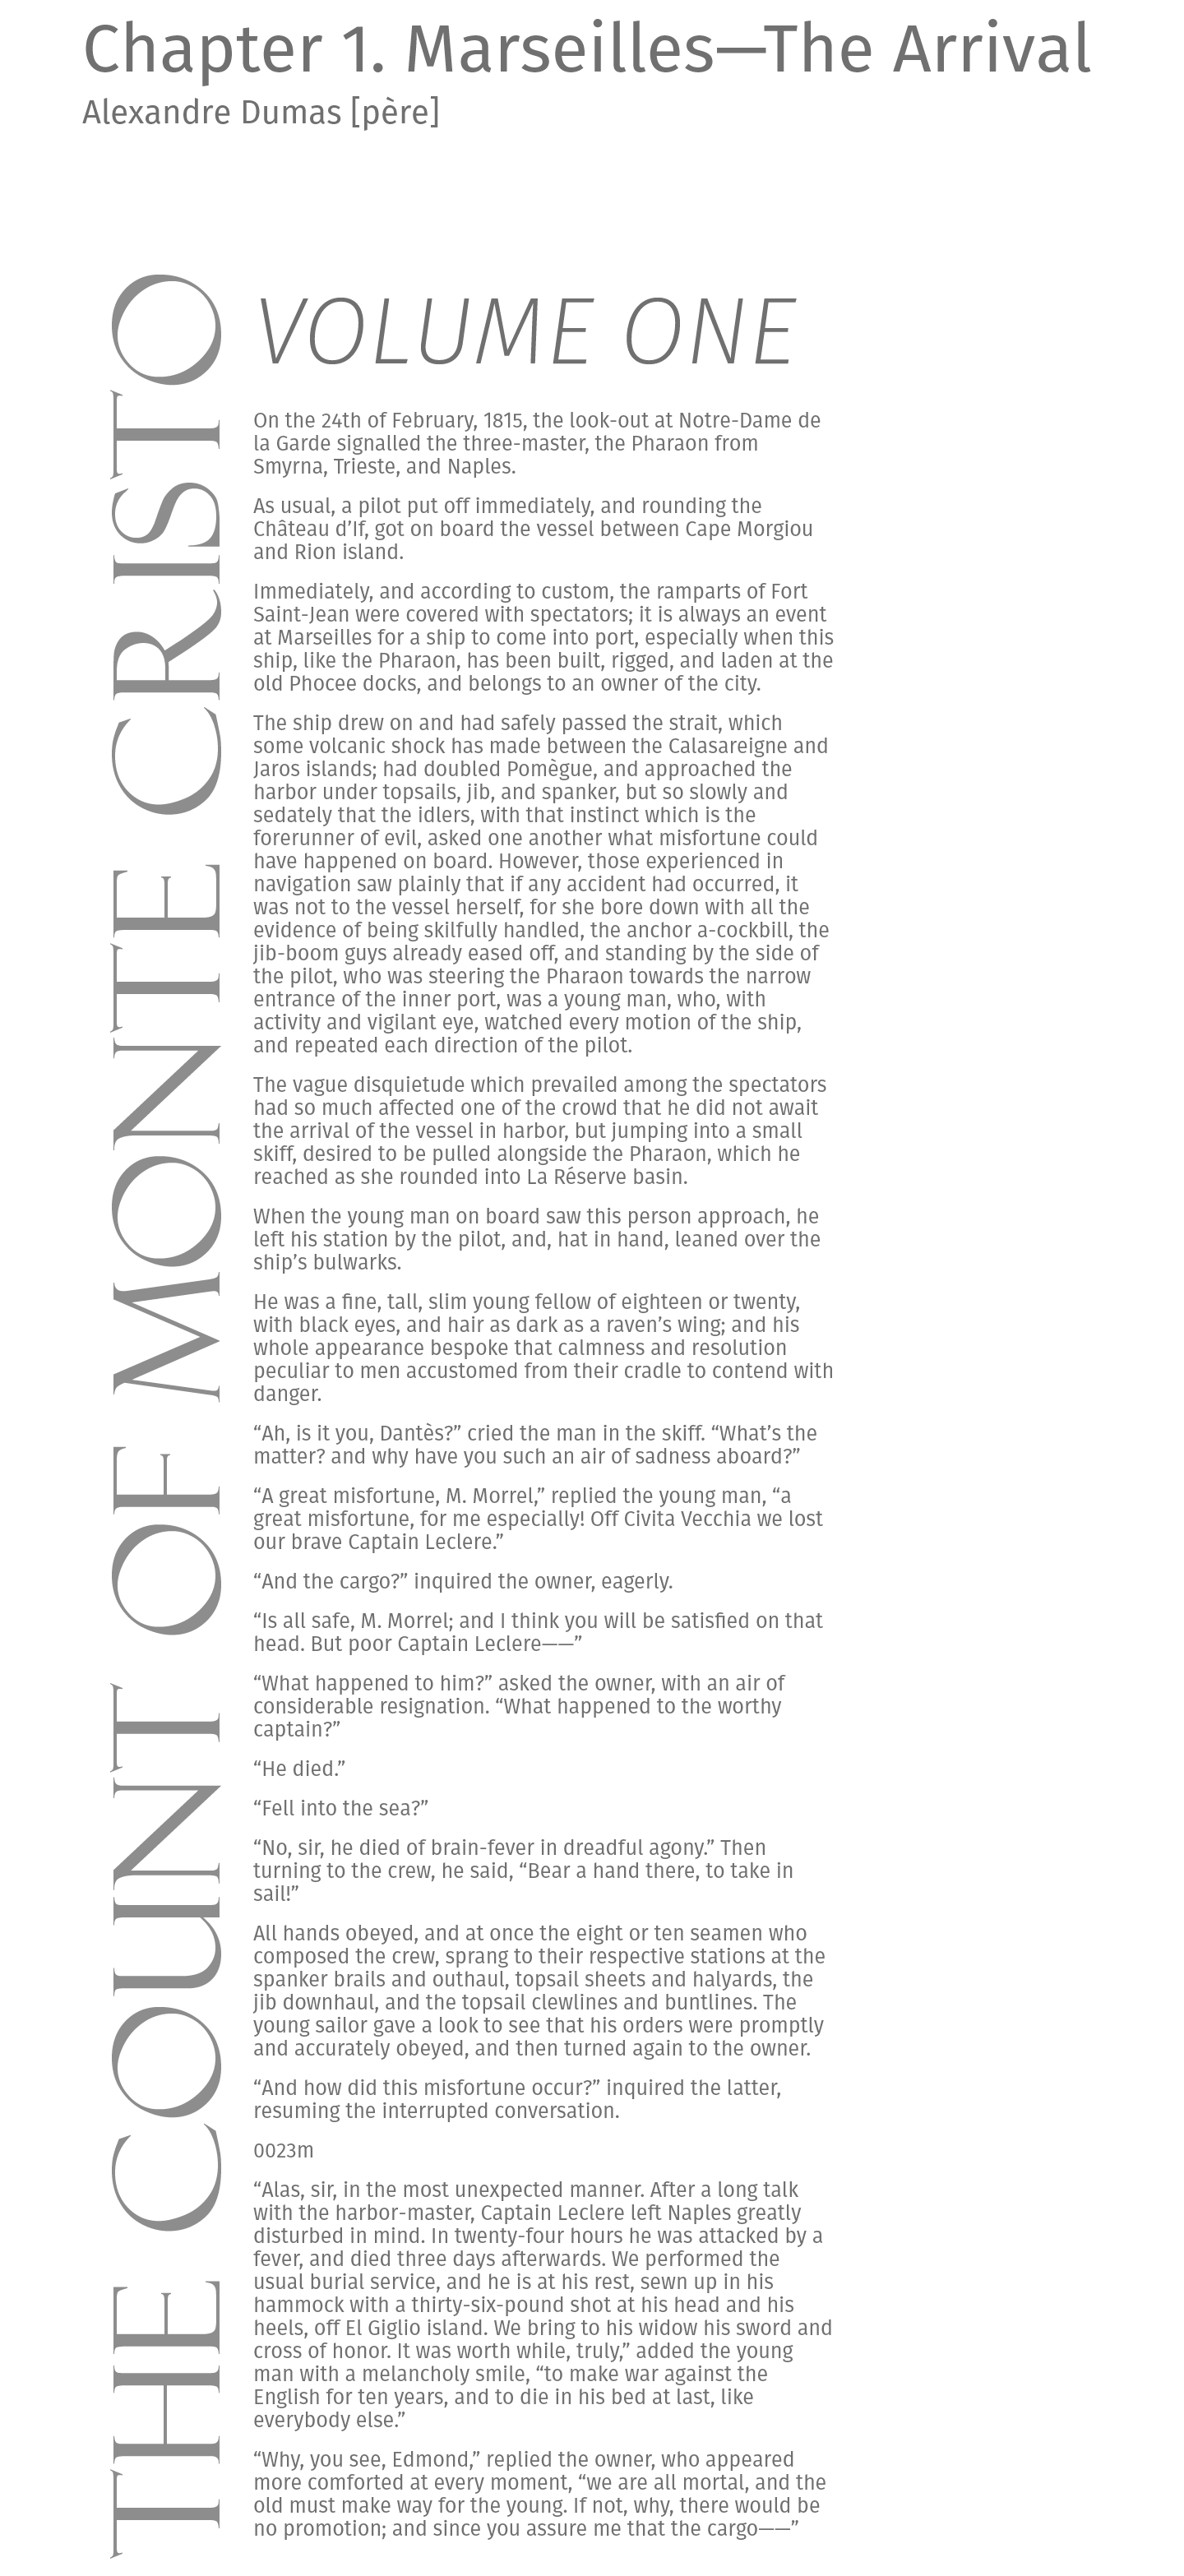 Chapter 1. Marseilles—The Arrival
Alexandre Dumas [père]
THE COUNT OF MONTE CRISTO
VOLUME ONE
On the 24th of February, 1815, the look-out at Notre-Dame de
la Garde signalled the three-master, the Pharaon from
Smyrna, Trieste, and Naples.
As usual, a pilot put off immediately, and rounding the
Château d’If, got on board the vessel between Cape Morgiou
and Rion island.
Immediately, and according to custom, the ramparts of Fort
Saint-Jean were covered with spectators; it is always an event
at Marseilles for a ship to come into port, especially when this
ship, like the Pharaon, has been built, rigged, and laden at the
old Phocee docks, and belongs to an owner of the city.
The ship drew on and had safely passed the strait, which
some volcanic shock has made between the Calasareigne and
Jaros islands; had doubled Pomègue, and approached the
harbor under topsails, jib, and spanker, but so slowly and
sedately that the idlers, with that instinct which is the
forerunner of evil, asked one another what misfortune could
have happened on board. However, those experienced in
navigation saw plainly that if any accident had occurred, it
was not to the vessel herself, for she bore down with all the
evidence of being skilfully handled, the anchor a-cockbill, the
jib-boom guys already eased off, and standing by the side of
the pilot, who was steering the Pharaon towards the narrow
entrance of the inner port, was a young man, who, with
activity and vigilant eye, watched every motion of the ship,
and repeated each direction of the pilot.
The vague disquietude which prevailed among the spectators
had so much affected one of the crowd that he did not await
the arrival of the vessel in harbor, but jumping into a small
skiff, desired to be pulled alongside the Pharaon, which he
reached as she rounded into La Réserve basin.
When the young man on board saw this person approach, he
left his station by the pilot, and, hat in hand, leaned over the
ship’s bulwarks.
He was a fine, tall, slim young fellow of eighteen or twenty,
with black eyes, and hair as dark as a raven’s wing; and his
whole appearance bespoke that calmness and resolution
peculiar to men accustomed from their cradle to contend with
danger.
“Ah, is it you, Dantès?” cried the man in the skiff. “What’s the
matter? and why have you such an air of sadness aboard?”
“A great misfortune, M. Morrel,” replied the young man, “a
great misfortune, for me especially! Off Civita Vecchia we lost
our brave Captain Leclere.”
“And the cargo?” inquired the owner, eagerly.
“Is all safe, M. Morrel; and I think you will be satisfied on that
head. But poor Captain Leclere——”
“What happened to him?” asked the owner, with an air of
considerable resignation. “What happened to the worthy
captain?”
“He died.”
“Fell into the sea?”
“No, sir, he died of brain-fever in dreadful agony.” Then
turning to the crew, he said, “Bear a hand there, to take in
sail!”
All hands obeyed, and at once the eight or ten seamen who
composed the crew, sprang to their respective stations at the
spanker brails and outhaul, topsail sheets and halyards, the
jib downhaul, and the topsail clewlines and buntlines. The
young sailor gave a look to see that his orders were promptly
and accurately obeyed, and then turned again to the owner.
“And how did this misfortune occur?” inquired the latter,
resuming the interrupted conversation.
0023m
“Alas, sir, in the most unexpected manner. After a long talk
with the harbor-master, Captain Leclere left Naples greatly
disturbed in mind. In twenty-four hours he was attacked by a
fever, and died three days afterwards. We performed the
usual burial service, and he is at his rest, sewn up in his
hammock with a thirty-six-pound shot at his head and his
heels, off El Giglio island. We bring to his widow his sword and
cross of honor. It was worth while, truly,” added the young
man with a melancholy smile, “to make war against the
English for ten years, and to die in his bed at last, like
everybody else.”
“Why, you see, Edmond,” replied the owner, who appeared
more comforted at every moment, “we are all mortal, and the
old must make way for the young. If not, why, there would be
no promotion; and since you assure me that the cargo——”